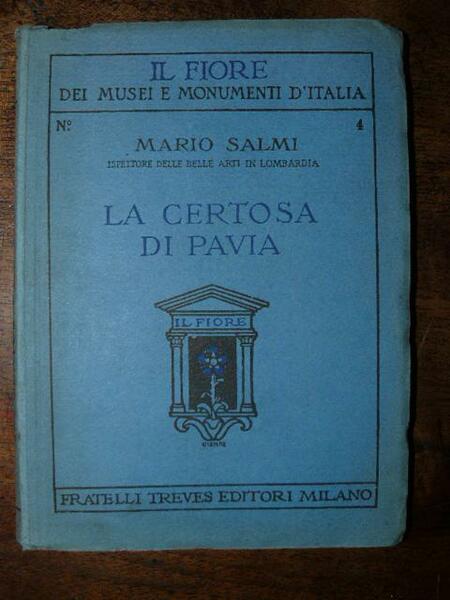 IL FIORE
DEI MUSEI E MONUMENTI D'ITALIA
No 4
MARIO SALMI
ISPETTORE DELLE BELLE ARTI IN LOMBARDIA
LA CERTOSA
DI PAVIA
IL FIORE
FRATELLI TREVES EDITORI MILANO